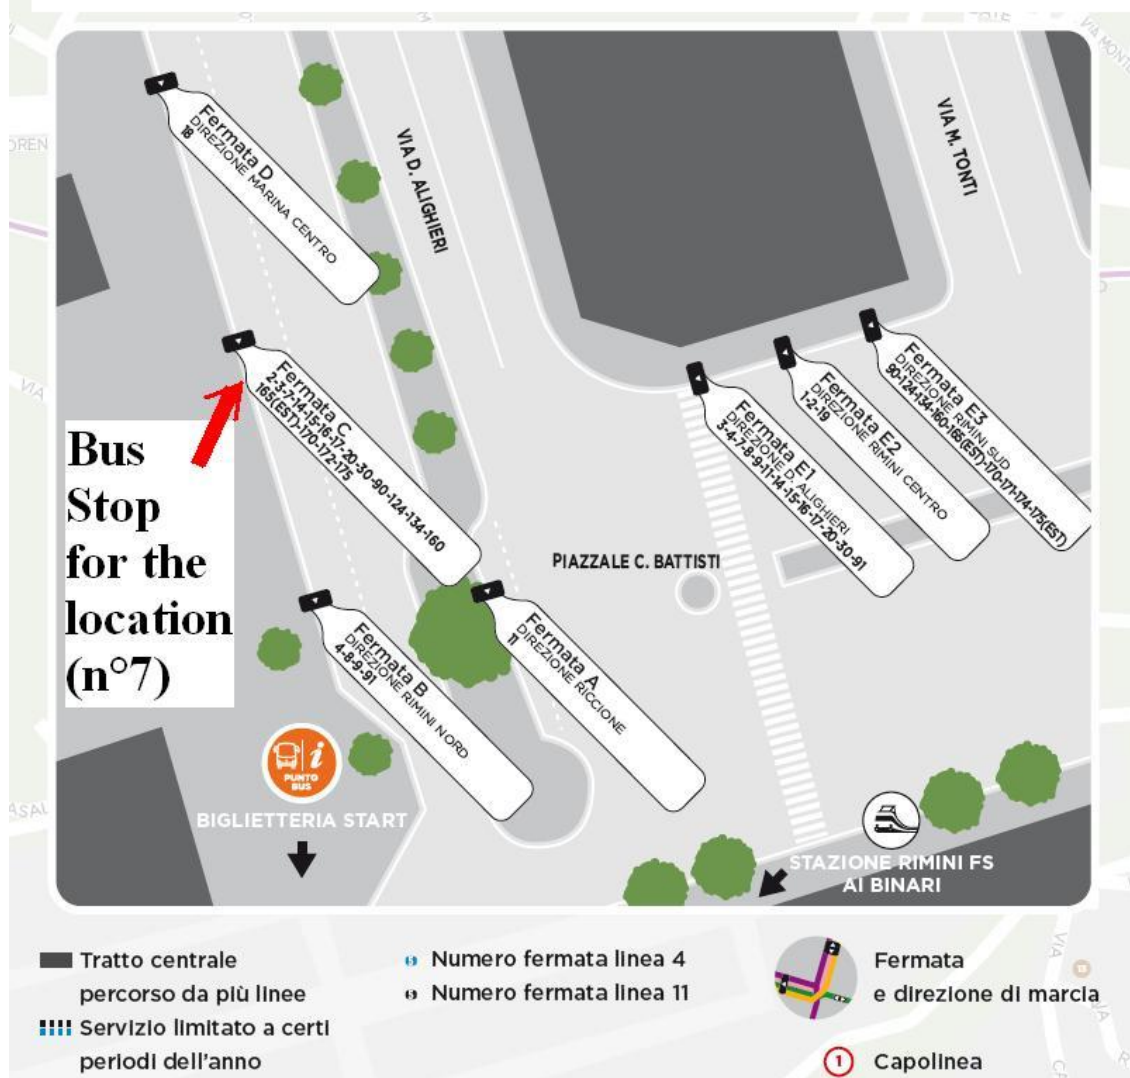 Fermata D
DIREZIONE MARINA CENTRO
18
VIA D. ALIGHIERI
VIA M. TONTI
VIA MONTE
OREN
VIA
Fermata C
2-3-7-14-15-16-17-20-30-90-124-134-160
165(EST)-170-172-175
Fermata E1
DIREZIONE D. ALIGHIERI
3-4-7-8-9-11-14-15-16-17-20-30-91
Fermata E2
DIREZIONE RIMINI CENTRO
1-2-19
Fermata E3
DIREZIONE RIMINI SUD
90-124-134-160-165(EST)-170-171-174-175(EST)
Bus
Stop
for the
location
(n°7)
PIAZZALE C. BATTISTI
Fermata B
DIREZIONE RIMINI NORD
4-8-9-91
Fermata A
DIREZIONE RICCIONE
11
PUNTO
BUS
BIGLIETTERIA START
ASAL
STAZIONE RIMINI FS
AI BINARI
Tratto centrale
percorso da più linee
Servizio limitato a certi
periodi dell'anno
Numero fermata linea 4
Numero fermata linea 11
Fermata
e direzione di marcia
1 Capolinea
VIA